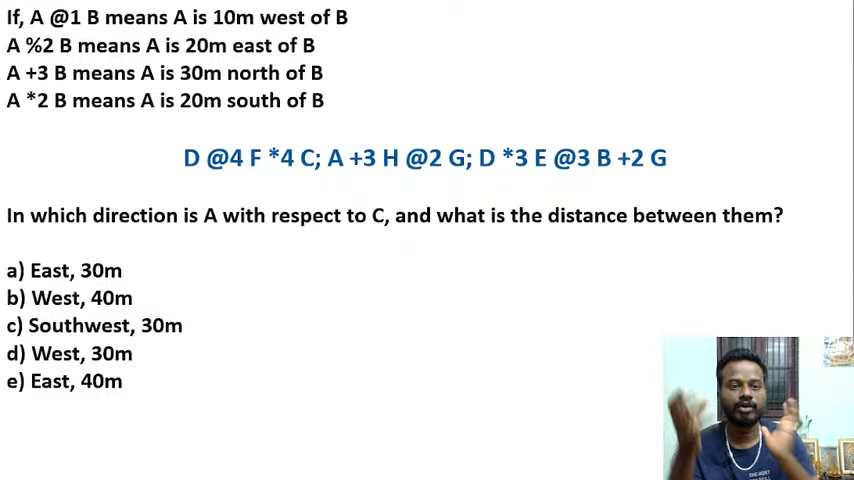 If, A @1 B means A is 10m west of B
A %2 B means A is 20m east of B
A +3 B means A is 30m north of B
A *2 B means A is 20m south of B
D @4 F *4 C; A +3 H @2 G; D *3 E @3 B +2 G
In which direction is A with respect to C, and what is the distance between them?
a) East, 30m
b) West, 40m
c) Southwest, 30m
d) West, 30m
e) East, 40m